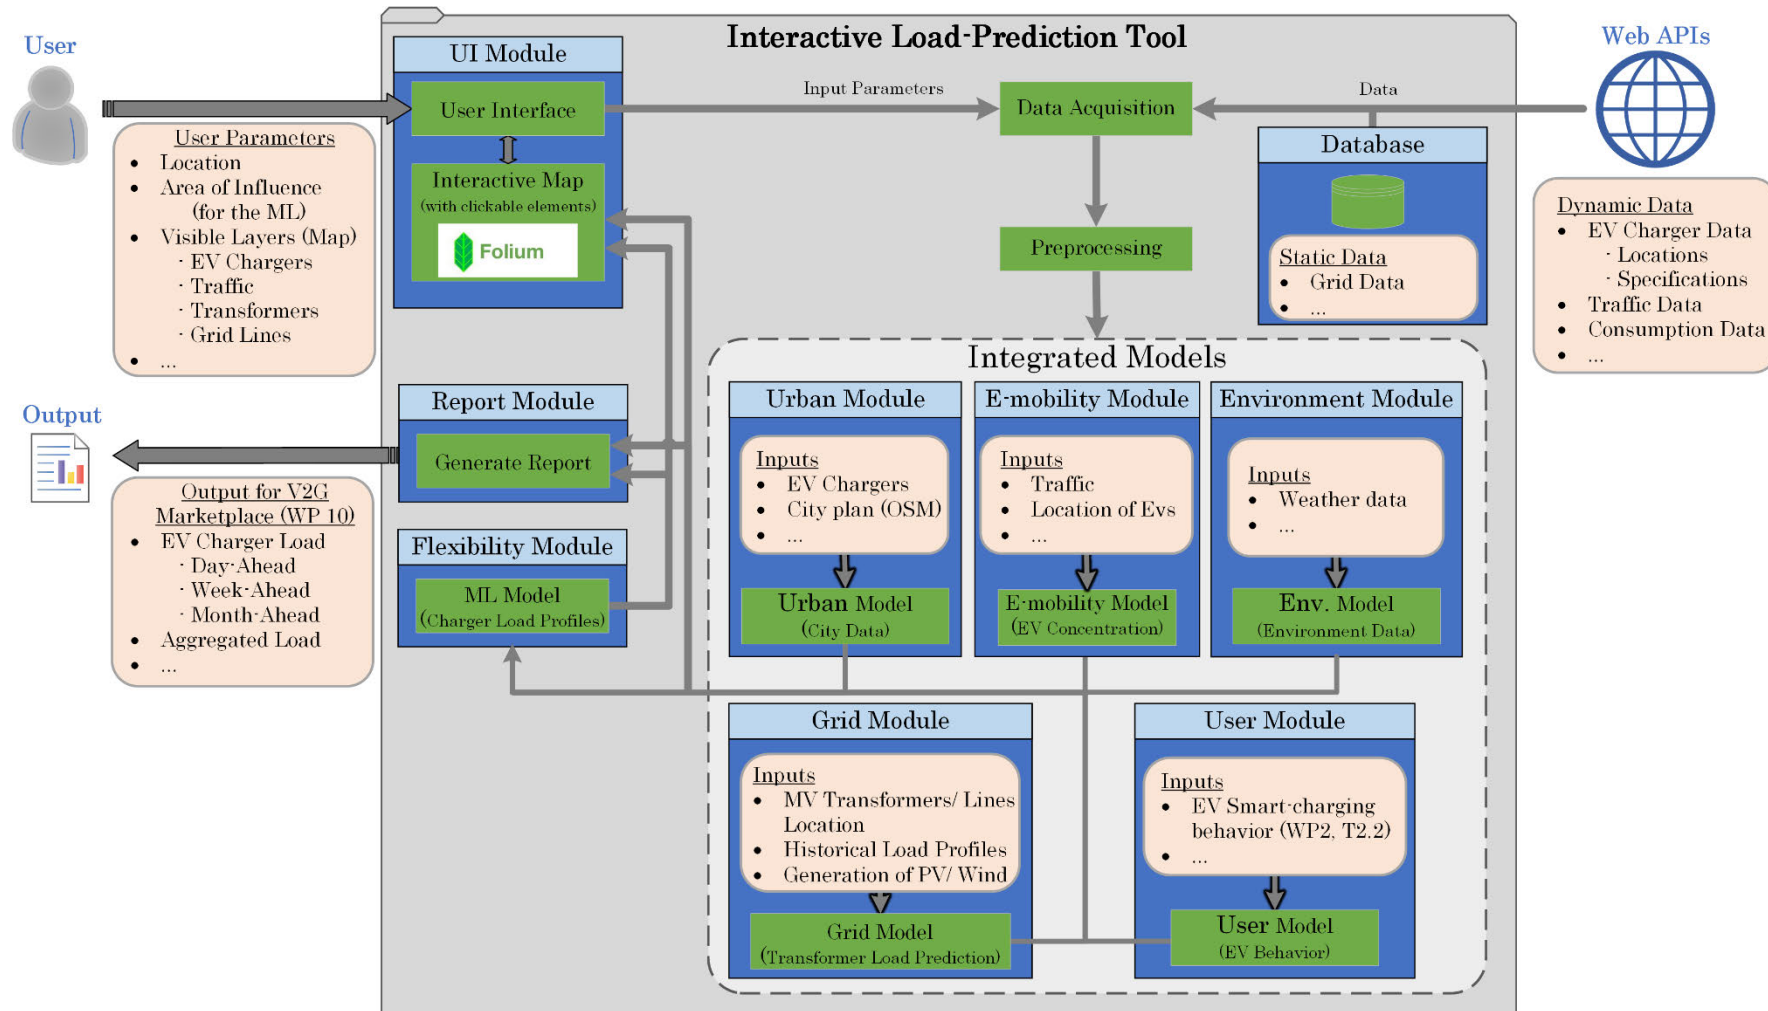 Interactive Load-Prediction Tool
User
User Parameters
• Location
• Area of Influence
(for the ML)
• Visible Layers (Map)
- EV Chargers
- Traffic
- Transformers
- Grid Lines
• ...
Output
Output for V2G
Marketplace (WP 10)
• EV Charger Load
- Day-Ahead
- Week-Ahead
- Month-Ahead
• Aggregated Load
• ...
UI Module
User Interface
Interactive Map
(with clickable elements)
Folium
Report Module
Generate Report
Flexibility Module
ML Model
(Charger Load Profiles)
Input Parameters
Data Acquisition
Data
Preprocessing
Database
Static Data
• Grid Data
• ...
Web APIs
Dynamic Data
• EV Charger Data
- Locations
- Specifications
• Traffic Data
• Consumption Data
• ...
Integrated Models
Urban Module
Inputs
• EV Chargers
• City plan (OSM)
• ...
Urban Model
(City Data)
E-mobility Module
Inputs
• Traffic
• Location of Evs
• ...
E-mobility Model
(EV Concentration)
Environment Module
Inputs
• Weather data
• ...
Env. Model
(Environment Data)
Grid Module
Inputs
• MV Transformers/ Lines
Location
• Historical Load Profiles
• Generation of PV/ Wind
Grid Model
(Transformer Load Prediction)
User Module
Inputs
• EV Smart-charging
behavior (WP2, T2.2)
• ...
User Model
(EV Behavior)